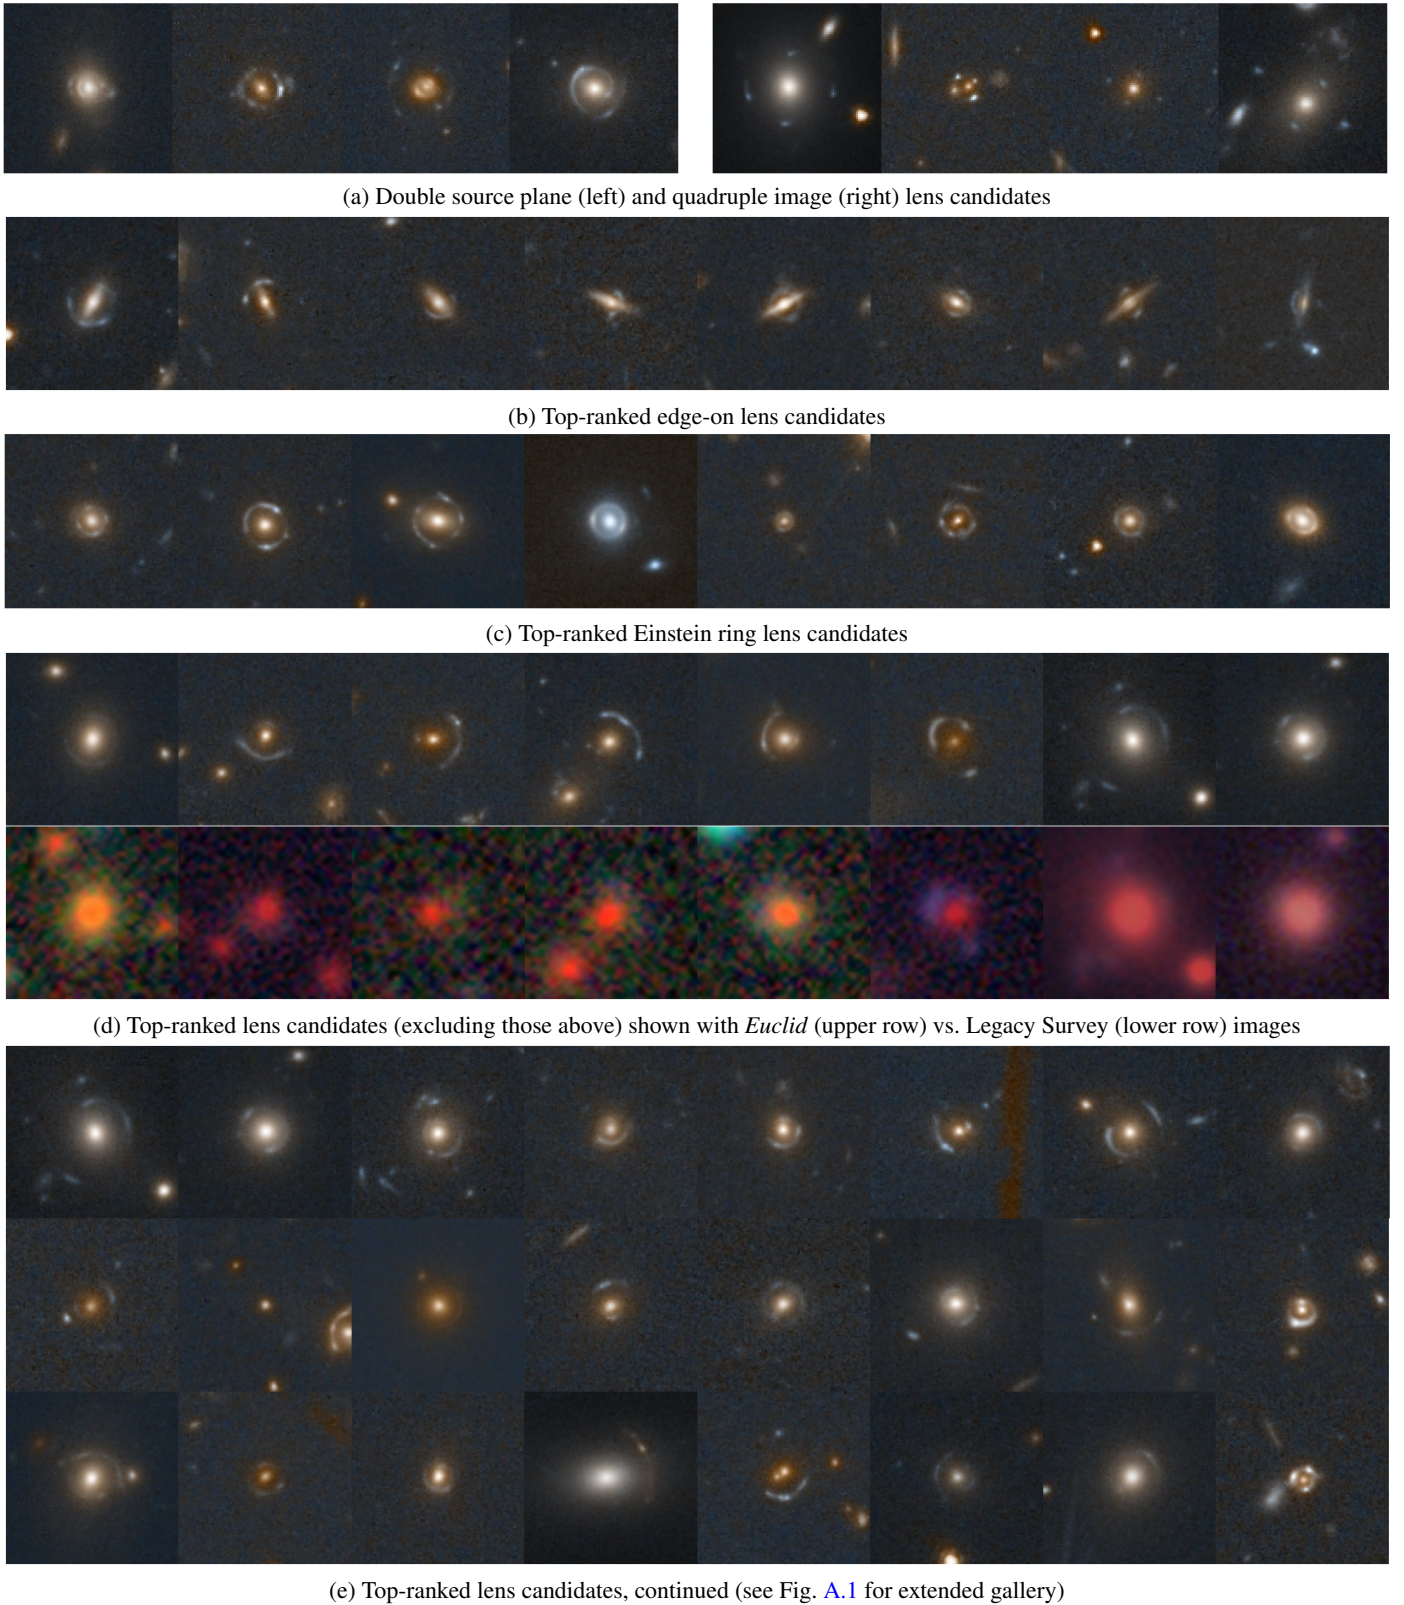 (a) Double source plane (left) and quadruple image (right) lens candidates
(b) Top-ranked edge-on lens candidates
(c) Top-ranked Einstein ring lens candidates
(d) Top-ranked lens candidates (excluding those above) shown with Euclid (upper row) vs. Legacy Survey (lower row) images
(e) Top-ranked lens candidates, continued (see Fig. A.1 for extended gallery)